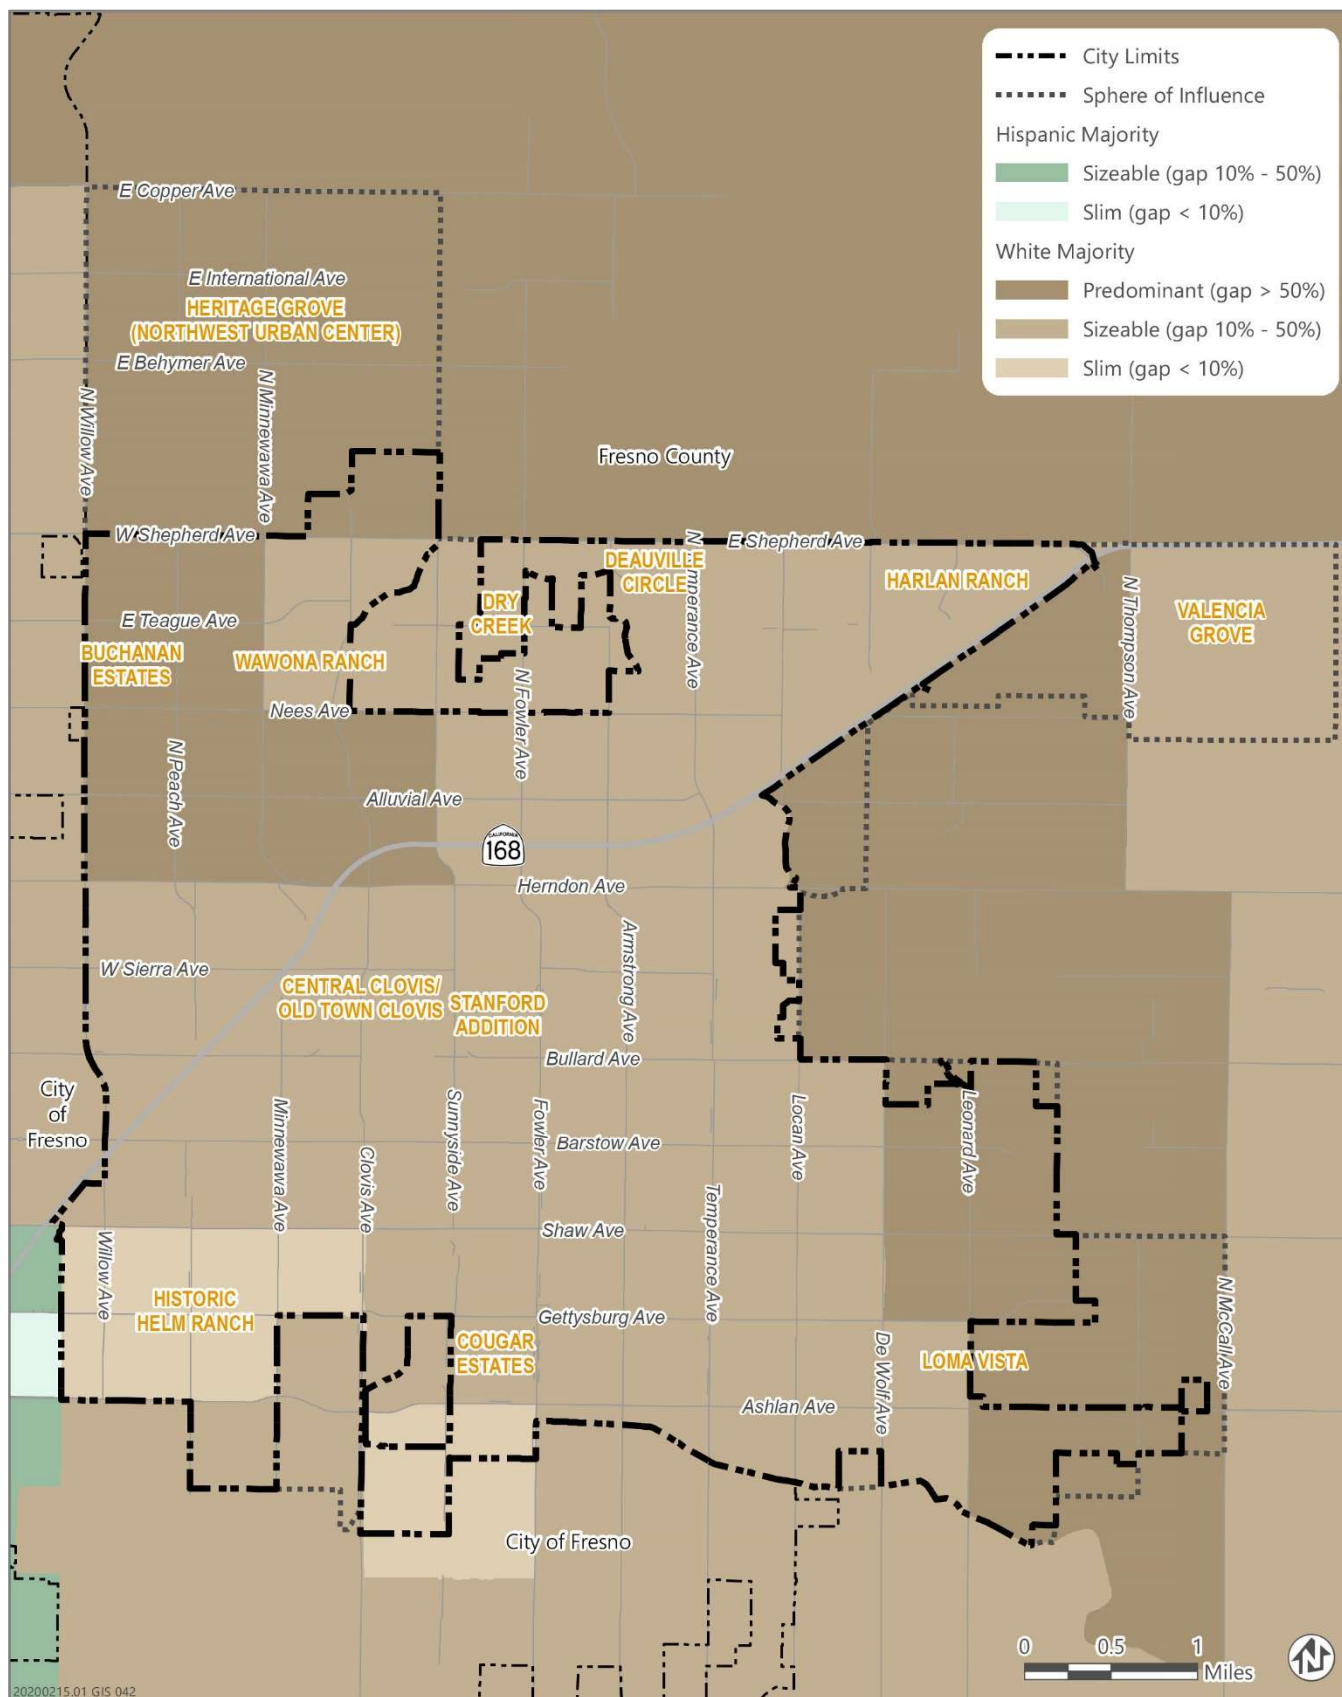 City Limits
Sphere of Influence
Hispanic Majority
Sizeable (gap 10% - 50%)
Slim (gap < 10%)
White Majority
Predominant (gap > 50%)
Sizeable (gap 10% - 50%)
Slim (gap < 10%)
E Copper Ave
E International Ave
HERITAGE GROVE
(NORTHWEST URBAN CENTER)
E Behymer Ave
N Willow Ave
N Minnewawa Ave
Fresno County
W Shepherd Ave
E Shepherd Ave
DEAUVILLE
CIRCLE
N Temperance Ave
HARLAN RANCH
N Thompson Ave
VALENCIA
GROVE
DRY
CREEK
E Teague Ave
BUCHANAN
ESTATES
WAWONA RANCH
Nees Ave
N Fowler Ave
N Peach Ave
Alluvial Ave
CALIFORNIA
168
Herndon Ave
Armstrong Ave
W Sierra Ave
CENTRAL CLOVIS/
OLD TOWN CLOVIS
STANFORD
ADDITION
Bullard Ave
City
of
Fresno
Minnewawa Ave
Clovis Ave
Sunnyside Ave
Fowler Ave
Barstow Ave
Locan Ave
Leonard Ave
Temperance Ave
Shaw Ave
Willow Ave
HISTORIC
HELM RANCH
Gettysburg Ave
COUGAR
ESTATES
De Wolf Ave
LOMA VISTA
N McCall Ave
Ashlan Ave
City of Fresno
0 0.5 1
Miles
N
20200215.01 GIS 042